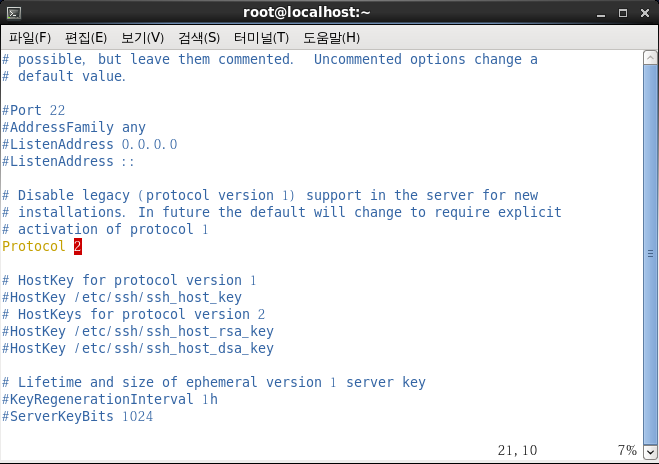 root@localhost:~
파일(F) 편집(E) 보기(V) 검색(S) 터미널(T) 도움말(H)
# possible, but leave them commented.  Uncommented options change a
# default value.
#Port 22
#AddressFamily any
#ListenAddress 0.0.0.0
#ListenAddress ::
# Disable legacy (protocol version 1) support in the server for new
# installations. In future the default will change to require explicit
# activation of protocol 1
Protocol 2
# HostKey for protocol version 1
#HostKey /etc/ssh/ssh_host_key
# HostKeys for protocol version 2
#HostKey /etc/ssh/ssh_host_rsa_key
#HostKey /etc/ssh/ssh_host_dsa_key
# Lifetime and size of ephemeral version 1 server key
#KeyRegenerationInterval 1h
#ServerKeyBits 1024
21,10 7%